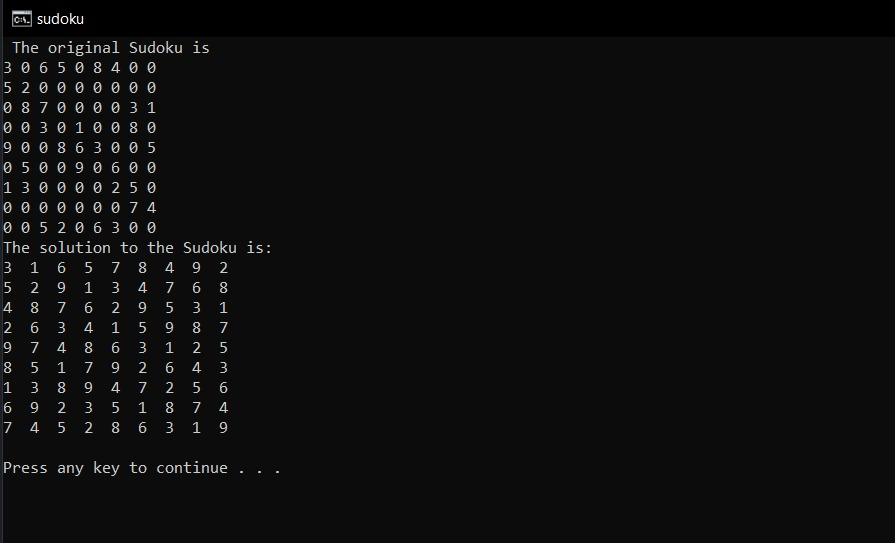 sudoku
The original Sudoku is
3 0 6 5 0 8 4 0 0
5 2 0 0 0 0 0 0 0
0 8 7 0 0 0 0 3 1
0 0 3 0 1 0 0 8 0
9 0 0 8 6 3 0 0 5
0 5 0 0 9 0 6 0 0
1 3 0 0 0 0 2 5 0
0 0 0 0 0 0 0 7 4
0 0 5 2 0 6 3 0 0
The solution to the Sudoku is:
3 1 6 5 7 8 4 9 2
5 2 9 1 3 4 7 6 8
4 8 7 6 2 9 5 3 1
2 6 3 4 1 5 9 8 7
9 7 4 8 6 3 1 2 5
8 5 1 7 9 2 6 4 3
1 3 8 9 4 7 2 5 6
6 9 2 3 5 1 8 7 4
7 4 5 2 8 6 3 1 9
Press any key to continue . . .